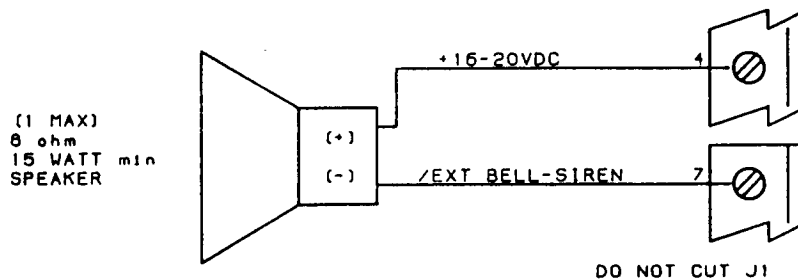 (1 MAX)
8 ohm
15 WATT min
SPEAKER
(+)
(-)
+16-20VDC
4
/EXT BELL-SIREN
7
DO NOT CUT J1